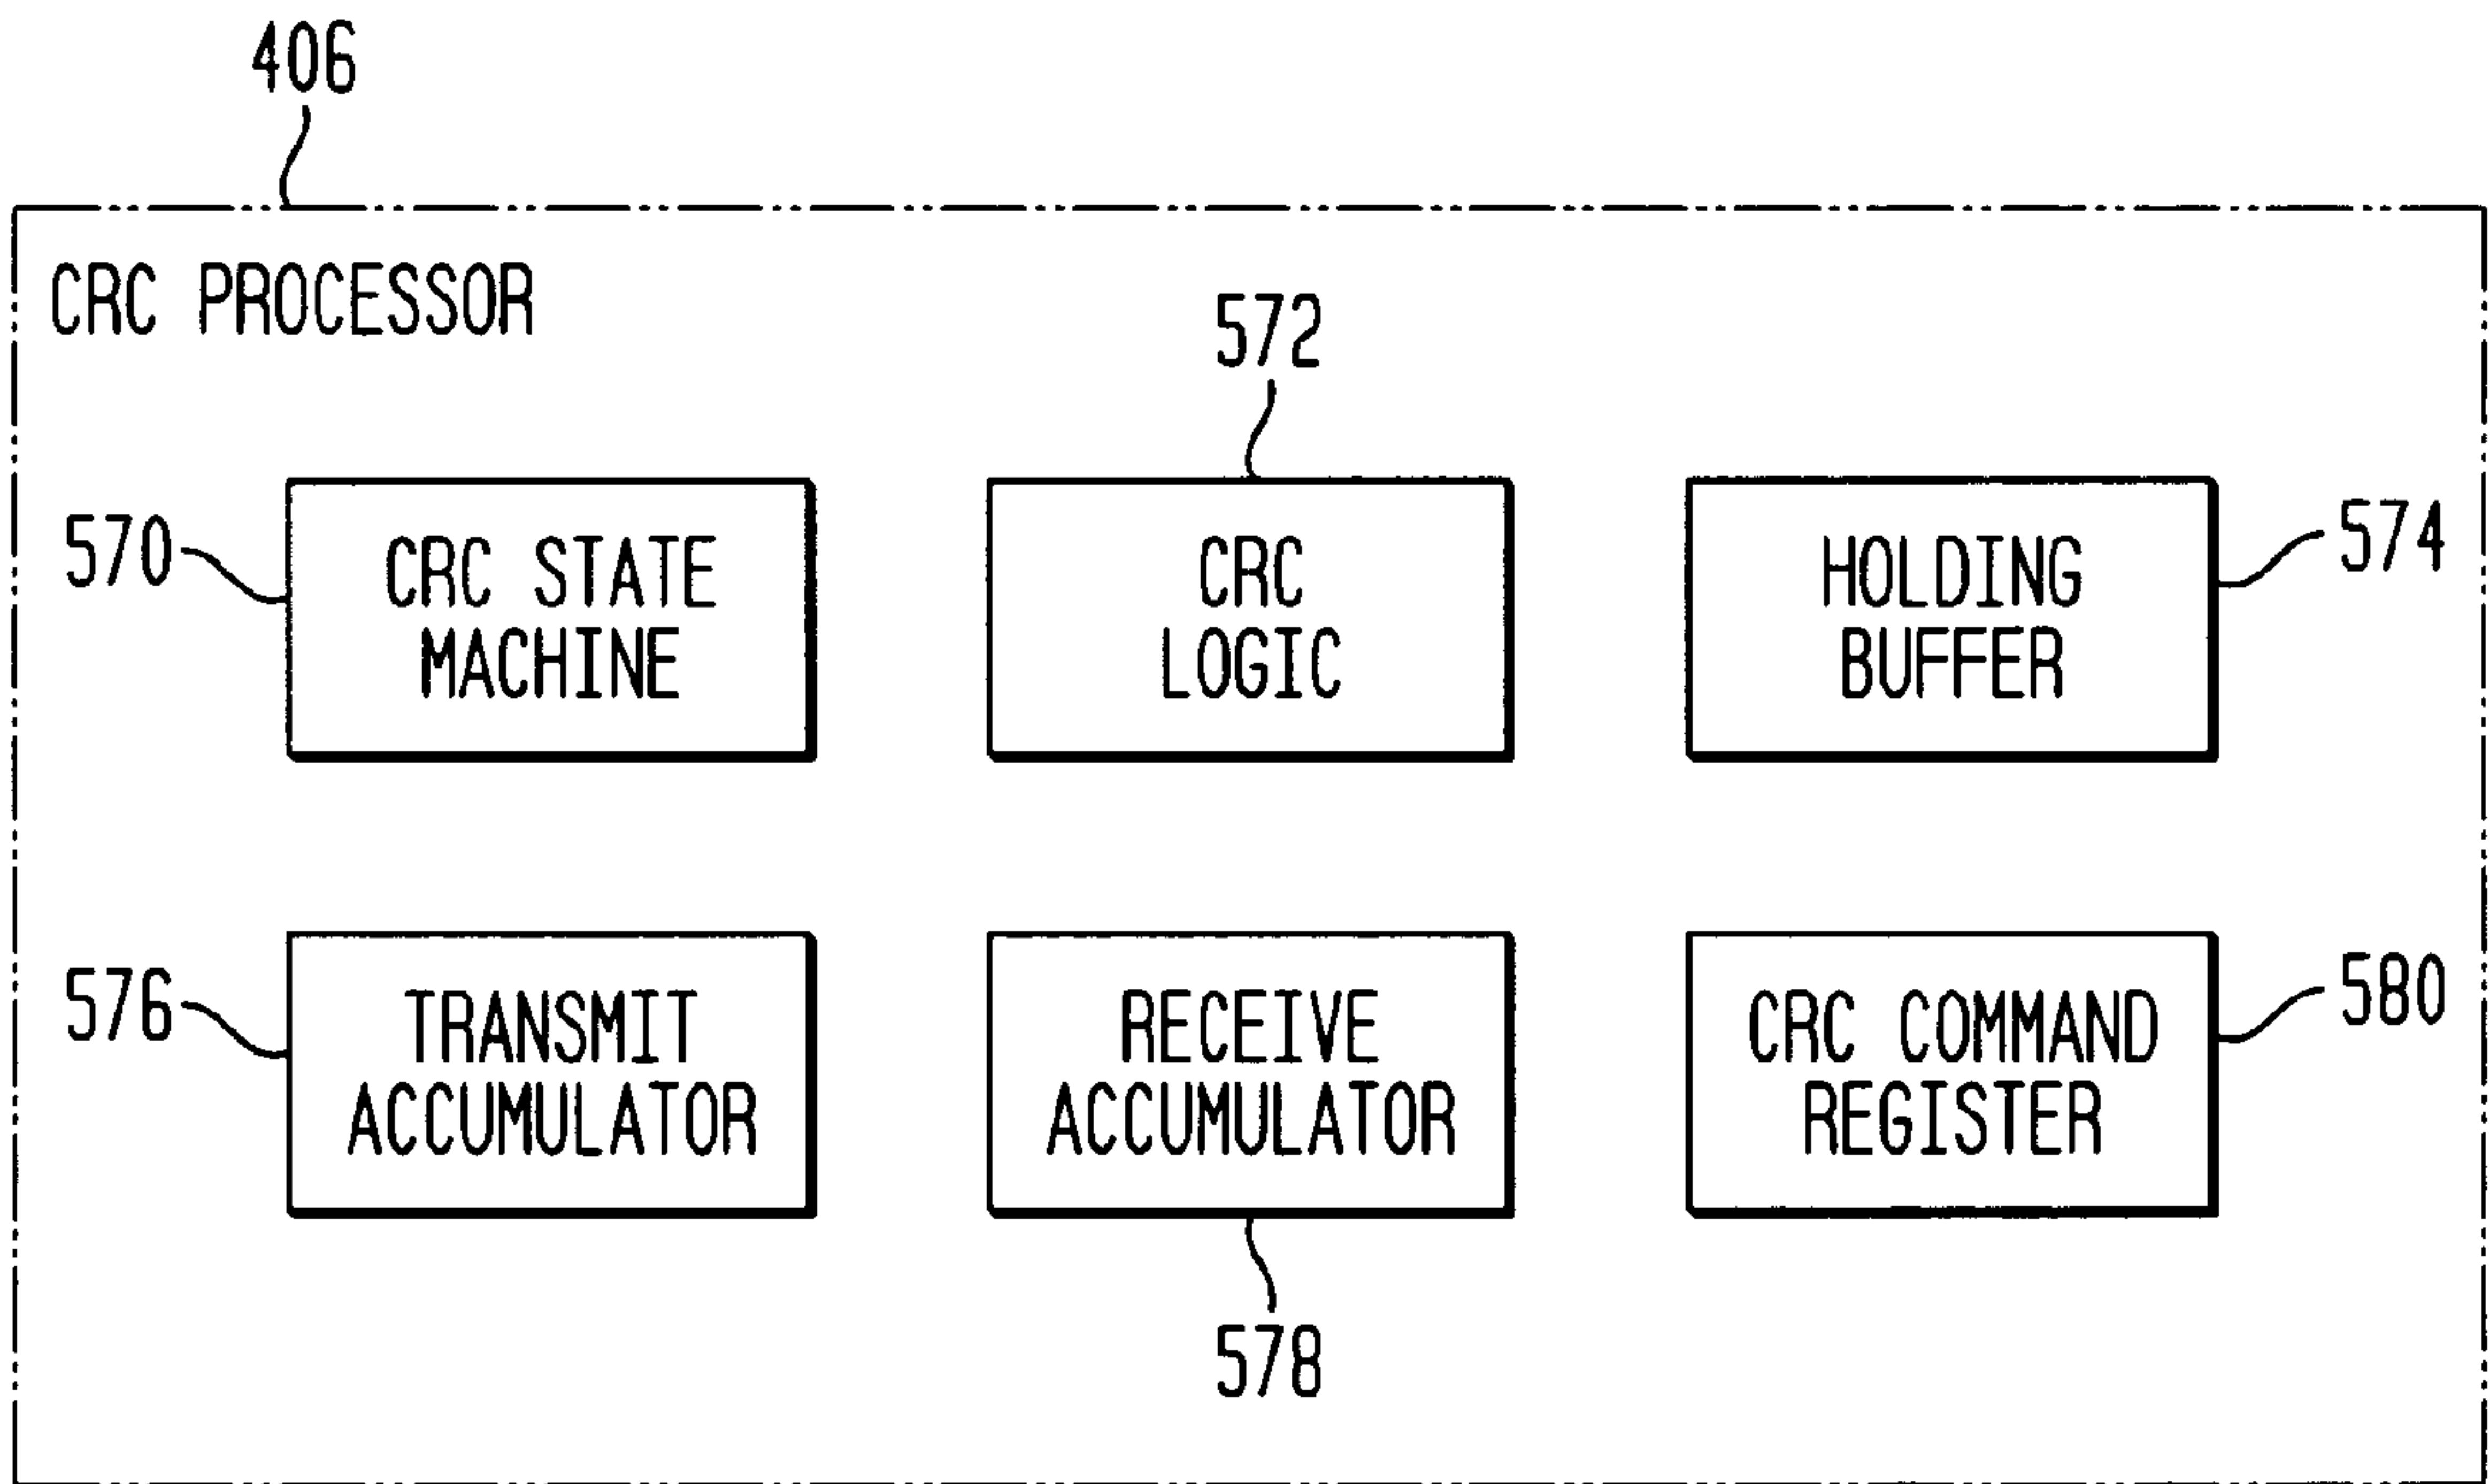 406
CRC PROCESSOR
572
570
CRC STATE
MACHINE
CRC
LOGIC
HOLDING
BUFFER
574
576
TRANSMIT
ACCUMULATOR
RECEIVE
ACCUMULATOR
CRC COMMAND
REGISTER
580
578